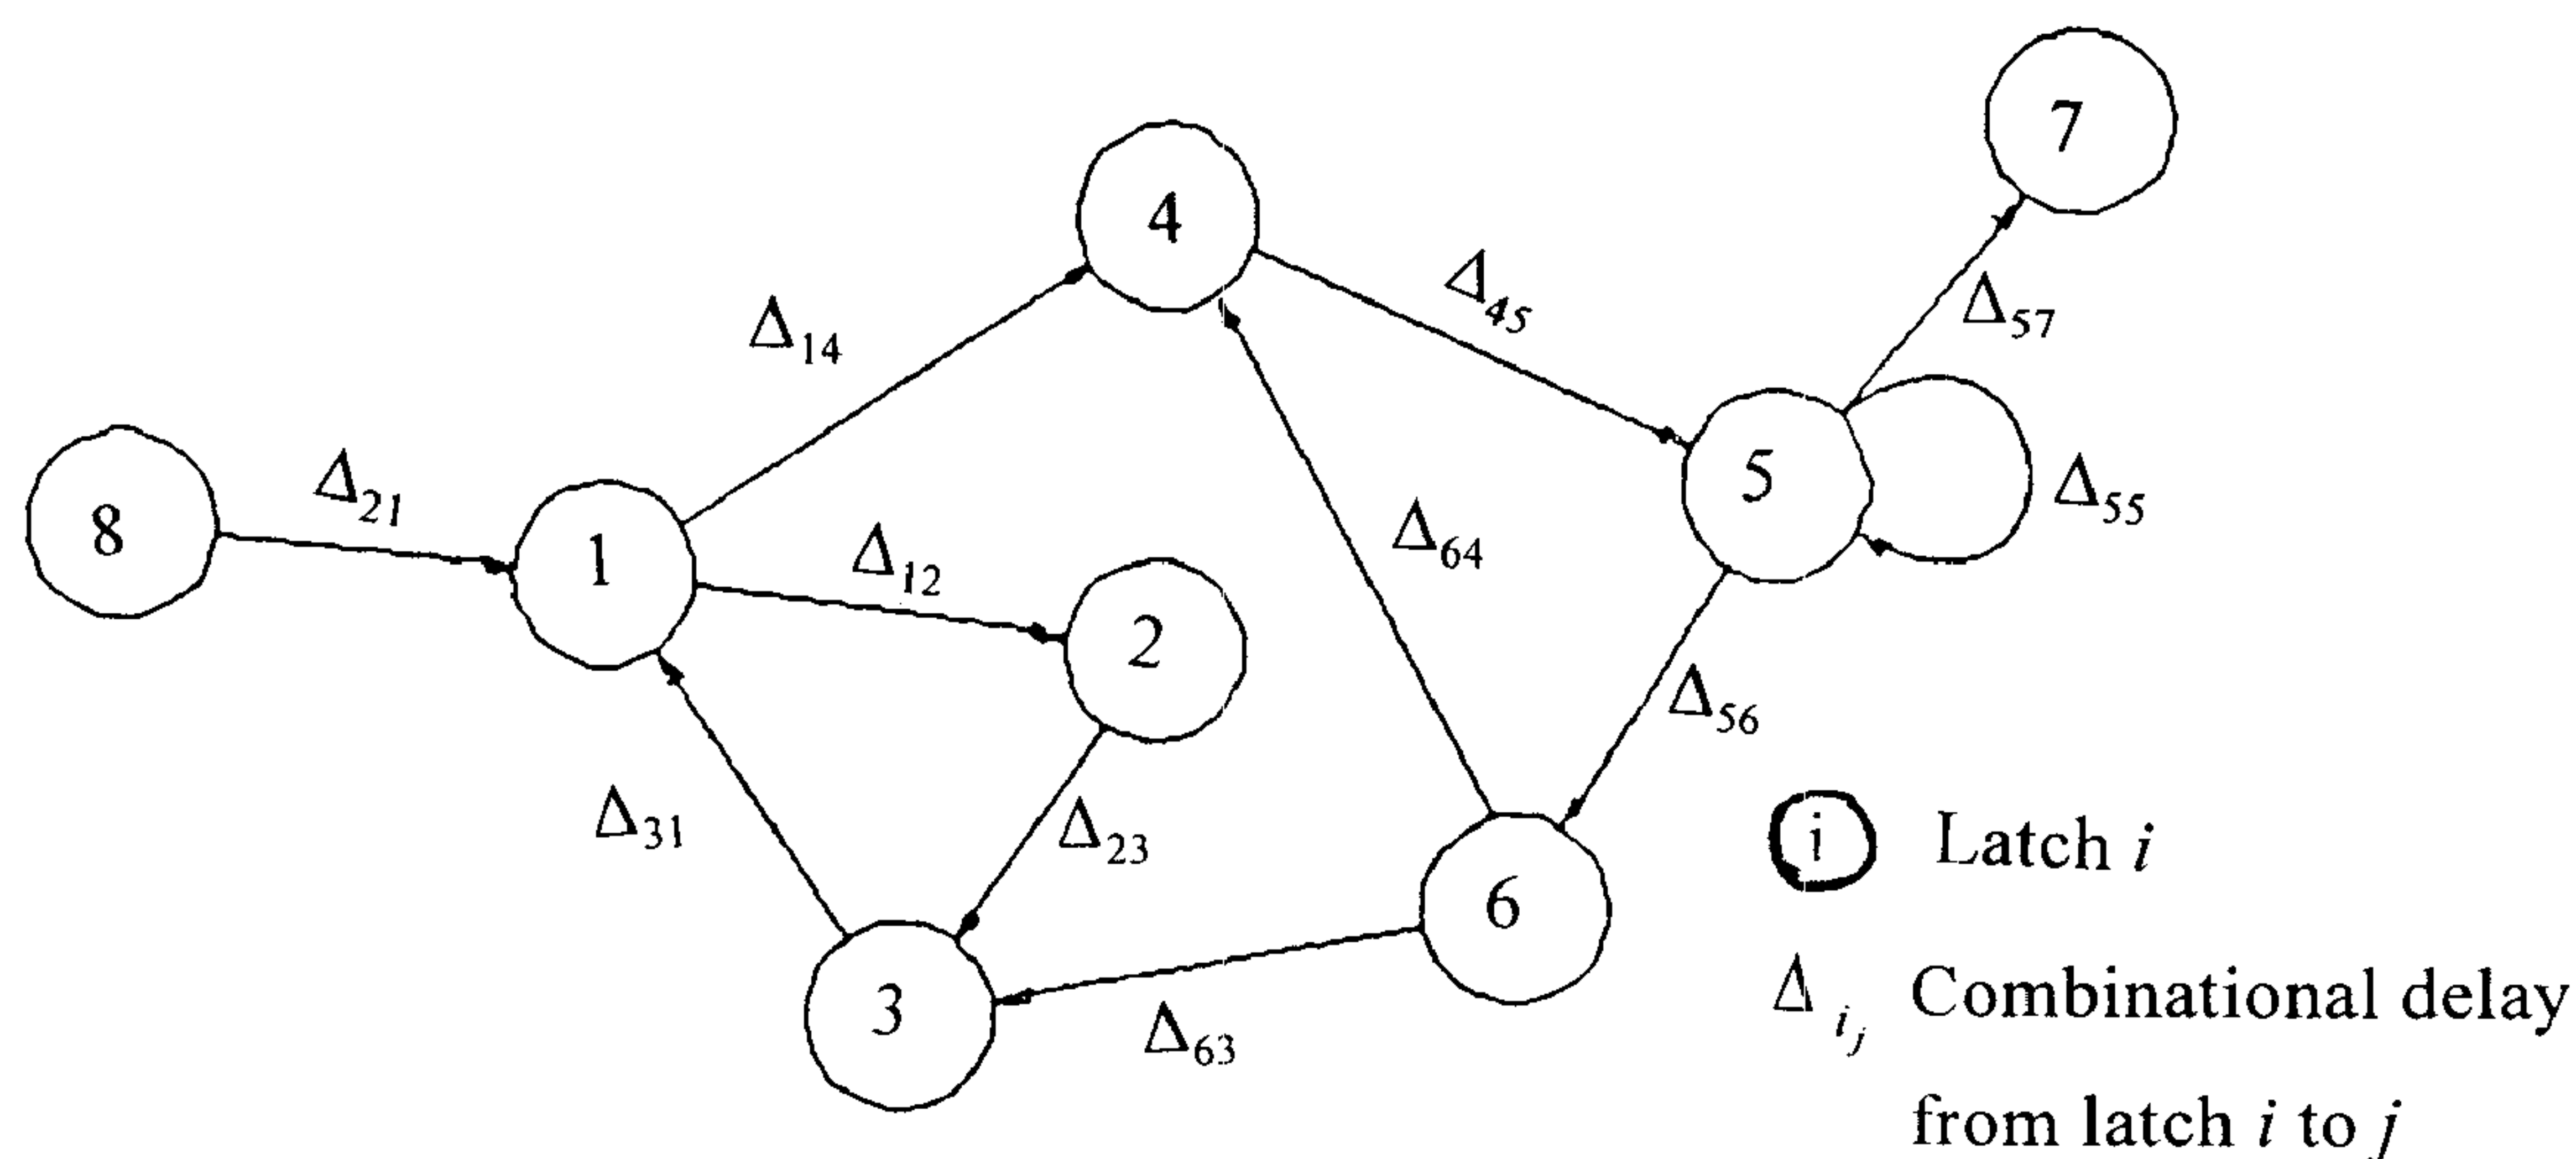 7
4
Δ45
Δ57
Δ14
8
Δ21
1
Δ12
Δ64
5
Δ55
2
Δ56
Δ31
Δ23
6
i Latch i
3
Δ63
Δij Combinational delay
from latch i to j